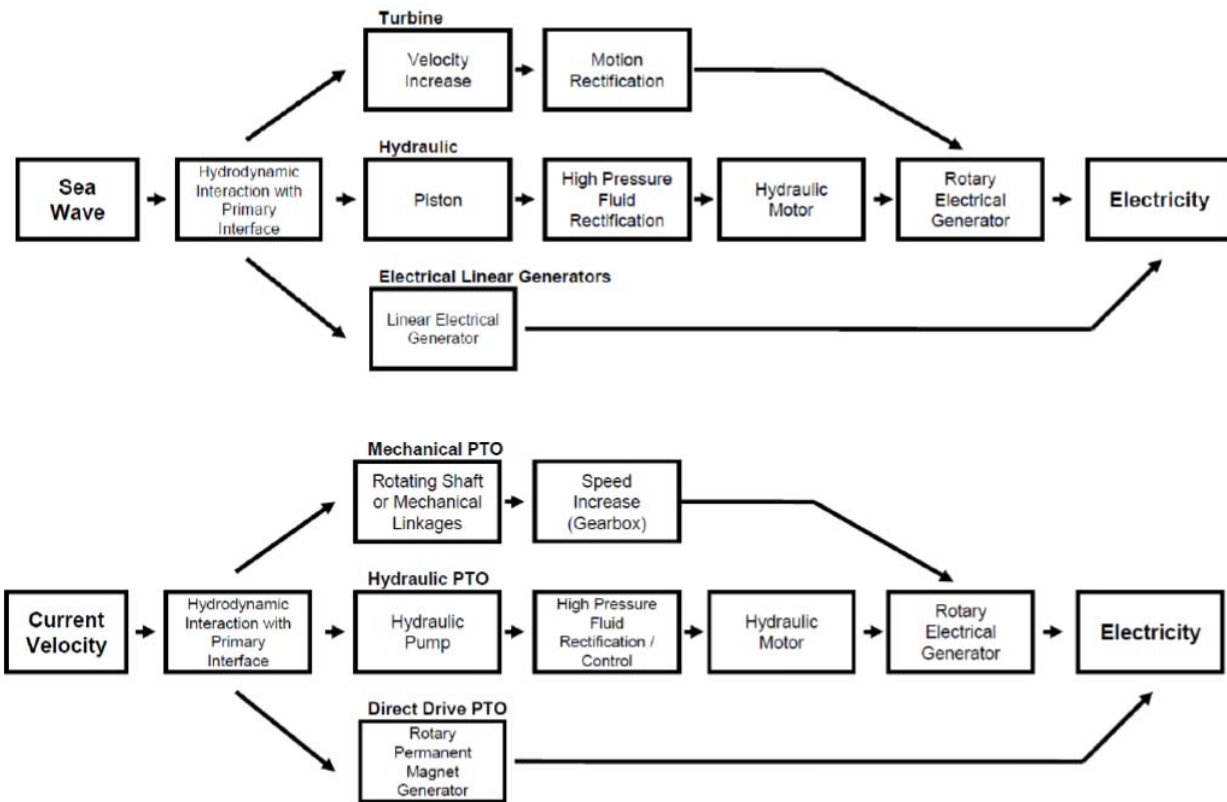 Turbine
Velocity
Increase
Motion
Rectification
Hydraulic
Sea
Wave
Hydrodynamic
Interaction with
Primary
Interface
Piston
High Pressure
Fluid
Rectification
Hydraulic
Motor
Rotary
Electrical
Generator
Electricity
Electrical Linear Generators
Linear Electrical
Generator
Mechanical PTO
Rotating Shaft
or Mechanical
Linkages
Speed
Increase
(Gearbox)
Hydraulic PTO
Current
Velocity
Hydrodynamic
Interaction with
Primary
Interface
Hydraulic
Pump
High Pressure
Fluid
Rectification /
Control
Hydraulic
Motor
Rotary
Electrical
Generator
Electricity
Direct Drive PTO
Rotary
Permanent
Magnet
Generator